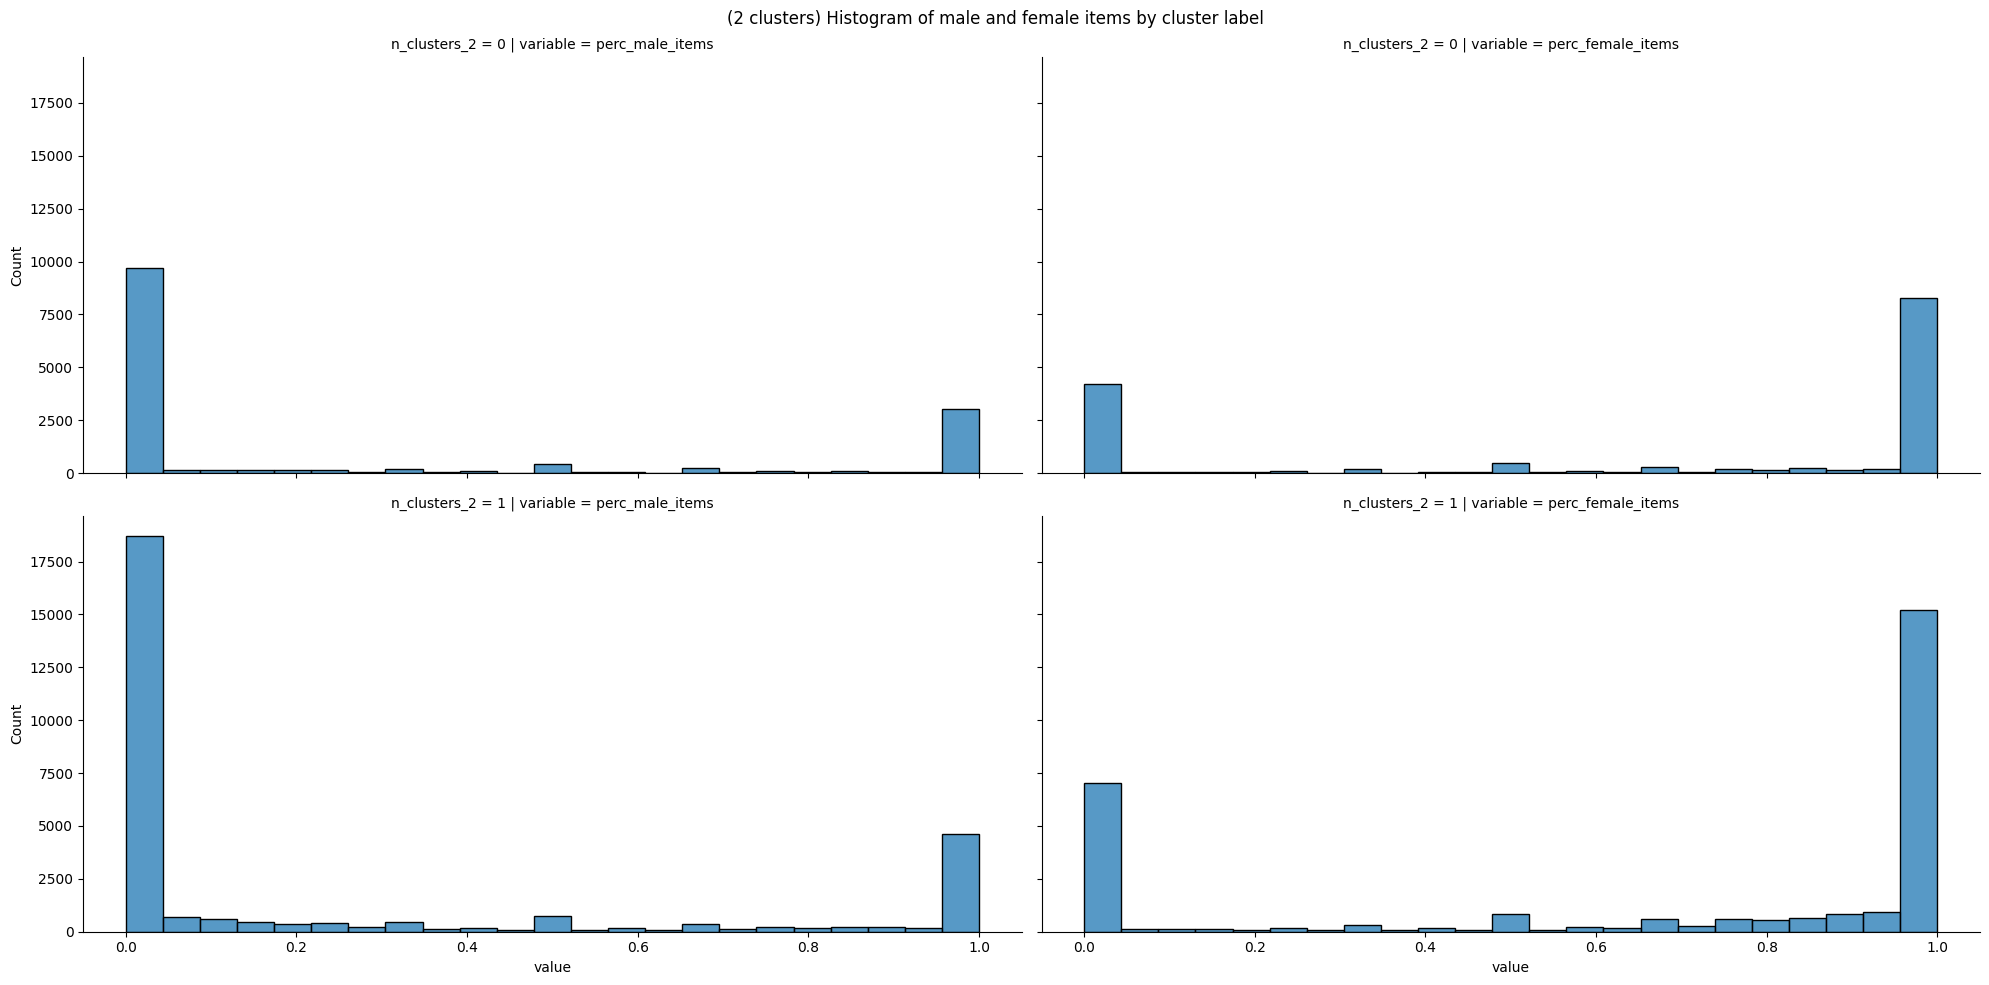 (2 clusters) Histogram of male and female items by cluster label
n_clusters_2 = 0 | variable = perc_male_items
n_clusters_2 = 0 | variable = perc_female_items
17500
15000
12500
10000
7500
5000
2500
0
Count
n_clusters_2 = 1 | variable = perc_male_items
n_clusters_2 = 1 | variable = perc_female_items
17500
15000
12500
10000
7500
5000
2500
0
Count
0.0 0.2 0.4 0.6 0.8 1.0
value
0.0 0.2 0.4 0.6 0.8 1.0
value